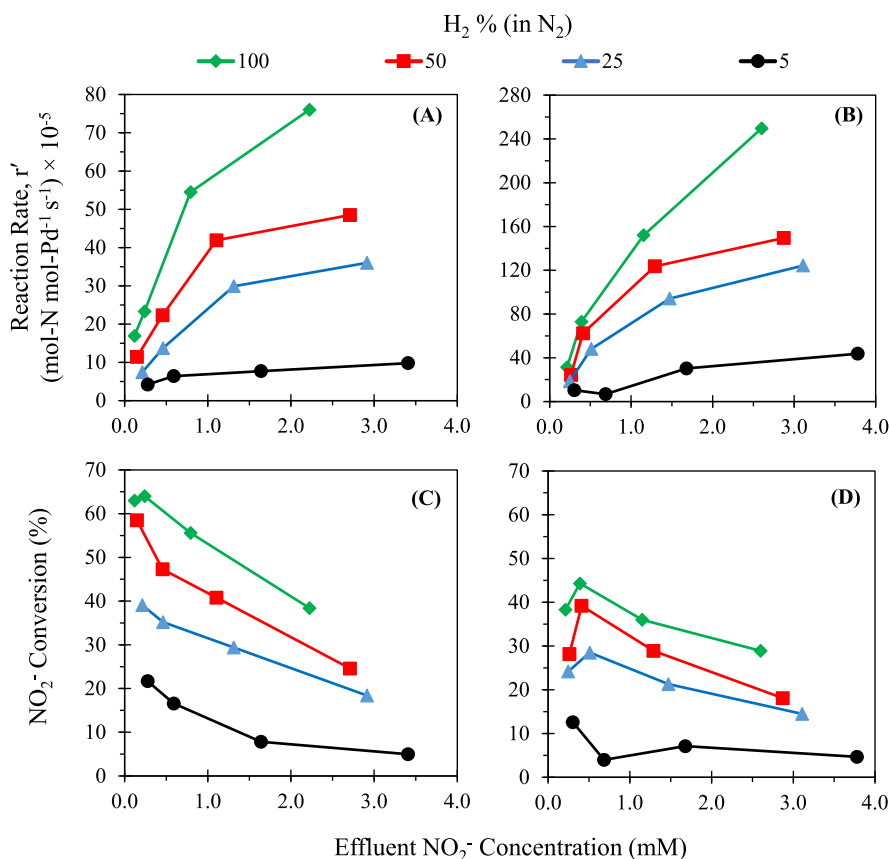 H₂ % (in N₂)
100 50 25 5
Reaction Rate, r′
(mol-N mol-Pd⁻¹ s⁻¹) × 10⁻⁵
80
70
60
50
40
30
20
10
0
0.0 1.0 2.0 3.0 4.0
(A)
280
240
200
160
120
80
40
0
0.0 1.0 2.0 3.0 4.0
(B)
NO₂⁻ Conversion (%)
70
60
50
40
30
20
10
0
0.0 1.0 2.0 3.0 4.0
(C)
70
60
50
40
30
20
10
0
0.0 1.0 2.0 3.0 4.0
(D)
Effluent NO₂⁻ Concentration (mM)